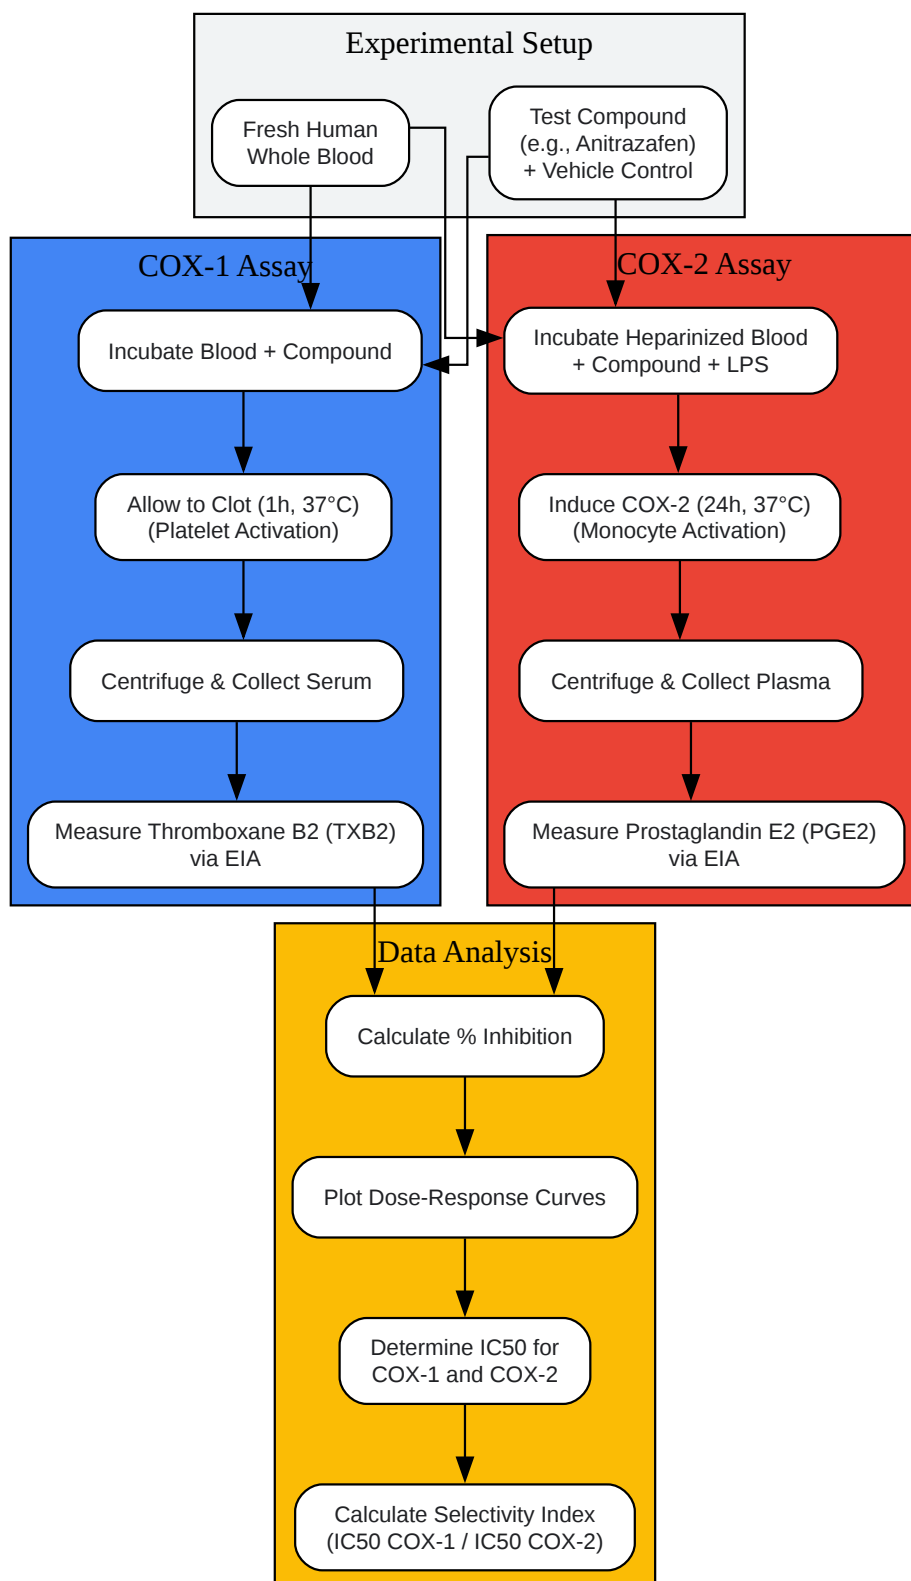 Experimental Setup
Fresh Human
Whole Blood
Test Compound
(e.g., Anitrazafen)
+ Vehicle Control
COX-1 Assay
Incubate Blood + Compound
Allow to Clot (1h, 37°C)
(Platelet Activation)
Centrifuge & Collect Serum
Measure Thromboxane B2 (TXB2)
via EIA
COX-2 Assay
Incubate Heparinized Blood
+ Compound + LPS
Induce COX-2 (24h, 37°C)
(Monocyte Activation)
Centrifuge & Collect Plasma
Measure Prostaglandin E2 (PGE2)
via EIA
Data Analysis
Calculate % Inhibition
Plot Dose-Response Curves
Determine IC50 for
COX-1 and COX-2
Calculate Selectivity Index
(IC50 COX-1 / IC50 COX-2)